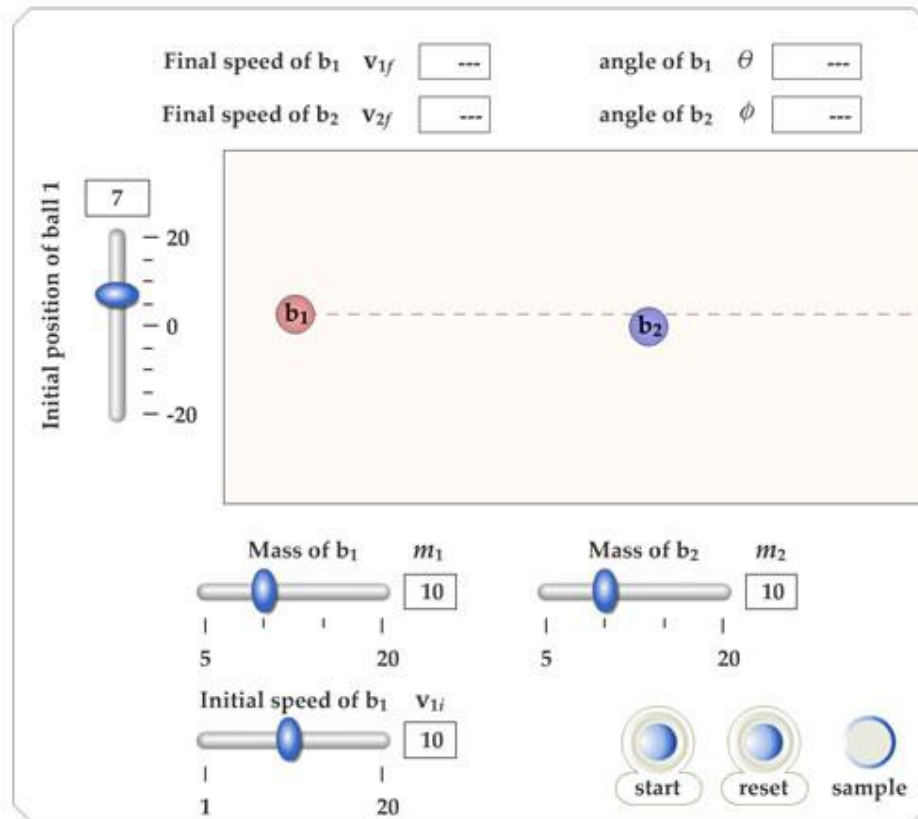 Final speed of b₁ v₁f --- angle of b₁ θ ---
Final speed of b₂ v₂f --- angle of b₂ ϕ ---
Initial position of ball 1
7
20
0
-20
b₁
b₂
Mass of b₁ m₁ Mass of b₂ m₂
10 10
5 20 5 20
Initial speed of b₁ v₁ᵢ
10
1 20
start reset sample